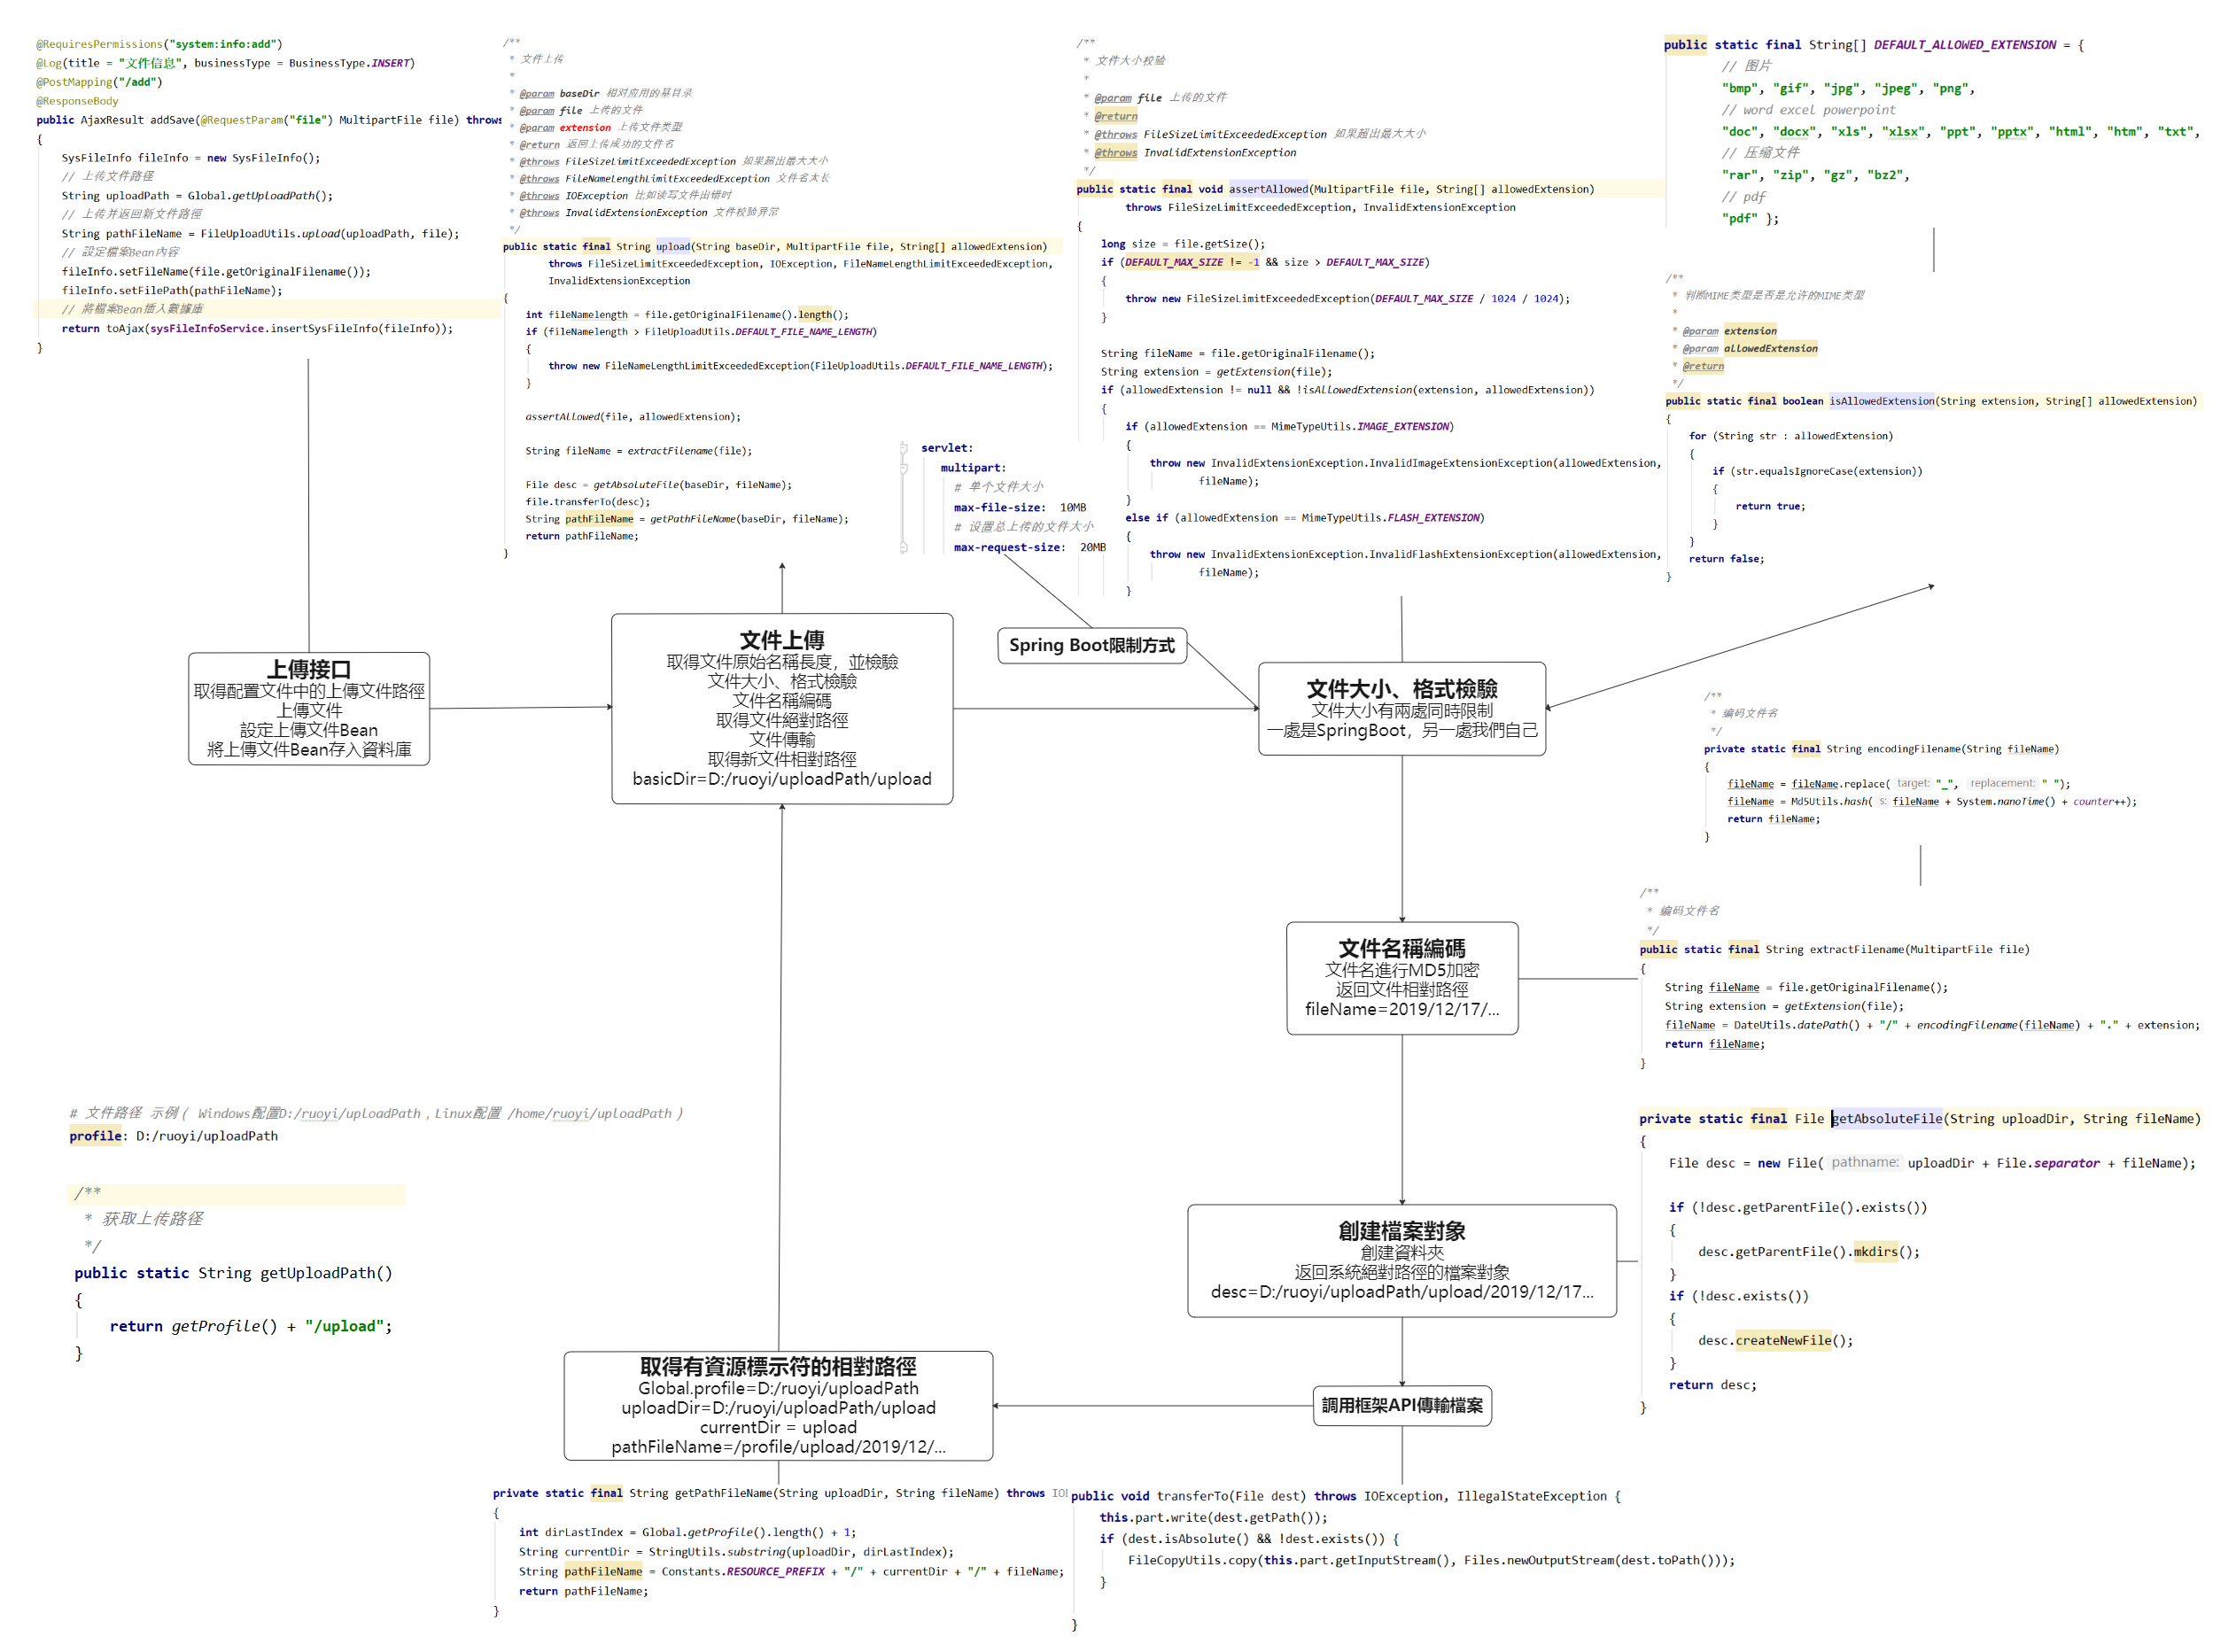 @RequiresPermissions("system:info:add")
@Log(title = "文件信息", businessType = BusinessType.INSERT)
@PostMapping("/add")
@ResponseBody
public AjaxResult addSave(@RequestParam("file") MultipartFile file) throws
{
SysFileInfo fileInfo = new SysFileInfo();
// 上传文件路径
String uploadPath = Global.getUploadPath();
// 上传并返回新文件路徑
String pathFileName = FileUploadUtils.upload(uploadPath, file);
// 設定檔案Bean內容
fileInfo.setFileName(file.getOriginalFilename());
fileInfo.setFilePath(pathFileName);
// 將檔案Bean插入數據庫
return toAjax(sysFileInfoService.insertSysFileInfo(fileInfo));
}
/**
* 文件上传
*
* @param baseDir 相对应用的基目录
* @param file 上传的文件
* @param extension 上传文件类型
* @return 返回上传成功的文件名
* @throws FileSizeLimitExceededException 如果超出最大大小
* @throws FileNameLengthLimitExceededException 文件名太长
* @throws IOException 比如读写文件出错时
* @throws InvalidExtensionException 文件校验异常
*/
public static final String upload(String baseDir, MultipartFile file, String[] allowedExtension)
throws FileSizeLimitExceededException, IOException, FileNameLengthLimitExceededException,
InvalidExtensionException
{
int fileNamelength = file.getOriginalFilename().length();
if (fileNamelength > FileUploadUtils.DEFAULT_FILE_NAME_LENGTH)
{
throw new FileNameLengthLimitExceededException(FileUploadUtils.DEFAULT_FILE_NAME_LENGTH);
}
assertAllowed(file, allowedExtension);
String fileName = extractFilename(file);
File desc = getAbsoluteFile(baseDir, fileName);
file.transferTo(desc);
String pathFileName = getPathFileName(baseDir, fileName);
return pathFileName;
}
servlet:
multipart:
# 单个文件大小
max-file-size: 10MB
# 设置总上传的文件大小
max-request-size: 20MB
/**
* 文件大小校验
*
* @param file 上传的文件
* @return
* @throws FileSizeLimitExceededException 如果超出最大大小
* @throws InvalidExtensionException
*/
public static final void assertAllowed(MultipartFile file, String[] allowedExtension)
throws FileSizeLimitExceededException, InvalidExtensionException
{
long size = file.getSize();
if (DEFAULT_MAX_SIZE != -1 && size > DEFAULT_MAX_SIZE)
{
throw new FileSizeLimitExceededException(DEFAULT_MAX_SIZE / 1024 / 1024);
}
String fileName = file.getOriginalFilename();
String extension = getExtension(file);
if (allowedExtension != null && !isAllowedExtension(extension, allowedExtension))
{
if (allowedExtension == MimeTypeUtils.IMAGE_EXTENSION)
{
throw new InvalidExtensionException.InvalidImageExtensionException(allowedExtension,
fileName);
}
else if (allowedExtension == MimeTypeUtils.FLASH_EXTENSION)
{
throw new InvalidExtensionException.InvalidFlashExtensionException(allowedExtension,
fileName);
}
public static final String[] DEFAULT_ALLOWED_EXTENSION = {
// 图片
"bmp", "gif", "jpg", "jpeg", "png",
// word excel powerpoint
"doc", "docx", "xls", "xlsx", "ppt", "pptx", "html", "htm", "txt",
// 压缩文件
"rar", "zip", "gz", "bz2",
// pdf
"pdf" };
/**
* 判断MIME类型是否是允许的MIME类型
*
* @param extension
* @param allowedExtension
* @return
*/
public static final boolean isAllowedExtension(String extension, String[] allowedExtension)
{
for (String str : allowedExtension)
{
if (str.equalsIgnoreCase(extension))
{
return true;
}
}
return false;
}
上傳接口
取得配置文件中的上傳文件路徑
上傳文件
設定上傳文件Bean
將上傳文件Bean存入資料庫
文件上傳
取得文件原始名稱長度，並檢驗
文件大小、格式檢驗
文件名稱編碼
取得文件絕對路徑
文件傳輸
取得新文件相對路徑
basicDir=D:/ruoyi/uploadPath/upload
Spring Boot限制方式
文件大小、格式檢驗
文件大小有兩處同時限制
一處是SpringBoot，另一處我們自己
/**
* 编码文件名
*/
private static final String encodingFilename(String fileName)
{
fileName = fileName.replace( target: "_", replacement: " ");
fileName = Md5Utils.hash( s: fileName + System.nanoTime() + counter++);
return fileName;
}
文件名稱編碼
文件名進行MD5加密
返回文件相對路徑
fileName=2019/12/17/...
/**
* 编码文件名
*/
public static final String extractFilename(MultipartFile file)
{
String fileName = file.getOriginalFilename();
String extension = getExtension(file);
fileName = DateUtils.datePath() + "/" + encodingFilename(fileName) + "." + extension;
return fileName;
}
# 文件路径 示例（ Windows配置D:/ruoyi/uploadPath，Linux配置 /home/ruoyi/uploadPath）
profile: D:/ruoyi/uploadPath
/**
* 获取上传路径
*/
public static String getUploadPath()
{
return getProfile() + "/upload";
}
創建檔案對象
創建資料夾
返回系統絕對路徑的檔案對象
desc=D:/ruoyi/uploadPath/upload/2019/12/17...
private static final File getAbsoluteFile(String uploadDir, String fileName)
{
File desc = new File( pathname: uploadDir + File.separator + fileName);
if (!desc.getParentFile().exists())
{
desc.getParentFile().mkdirs();
}
if (!desc.exists())
{
desc.createNewFile();
}
return desc;
}
取得有資源標示符的相對路徑
Global.profile=D:/ruoyi/uploadPath
uploadDir=D:/ruoyi/uploadPath/upload
currentDir = upload
pathFileName=/profile/upload/2019/12/...
調用框架API傳輸檔案
private static final String getPathFileName(String uploadDir, String fileName) throws
{
int dirLastIndex = Global.getProfile().length() + 1;
String currentDir = StringUtils.substring(uploadDir, dirLastIndex);
String pathFileName = Constants.RESOURCE_PREFIX + "/" + currentDir + "/" + fileName;
return pathFileName;
}
public void transferTo(File dest) throws IOException, IllegalStateException {
this.part.write(dest.getPath());
if (dest.isAbsolute() && !dest.exists()) {
FileCopyUtils.copy(this.part.getInputStream(), Files.newOutputStream(dest.toPath()));
}
}